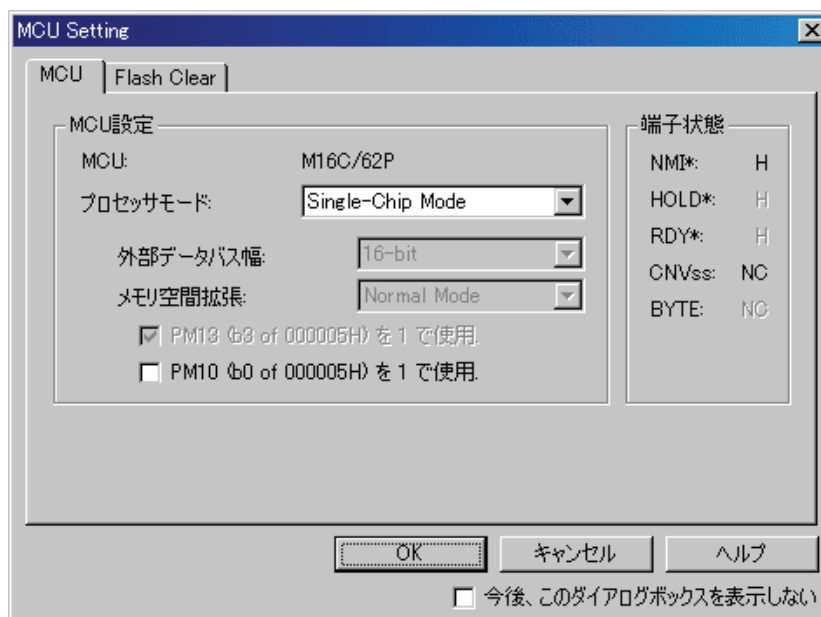 MCU Setting
MCU
Flash Clear
MCU設定
MCU:
M16C/62P
プロセッサモード:
Single-Chip Mode
外部データバス幅:
16-bit
メモリ空間拡張:
Normal Mode
PM13 (b3 of 000005H) を 1 で使用.
PM10 (b0 of 000005H) を 1 で使用.
端子状態
NMI*: H
HOLD*: H
RDY*: H
CNVss: NC
BYTE: NC
OK
キャンセル
ヘルプ
今後、このダイアログボックスを表示しない